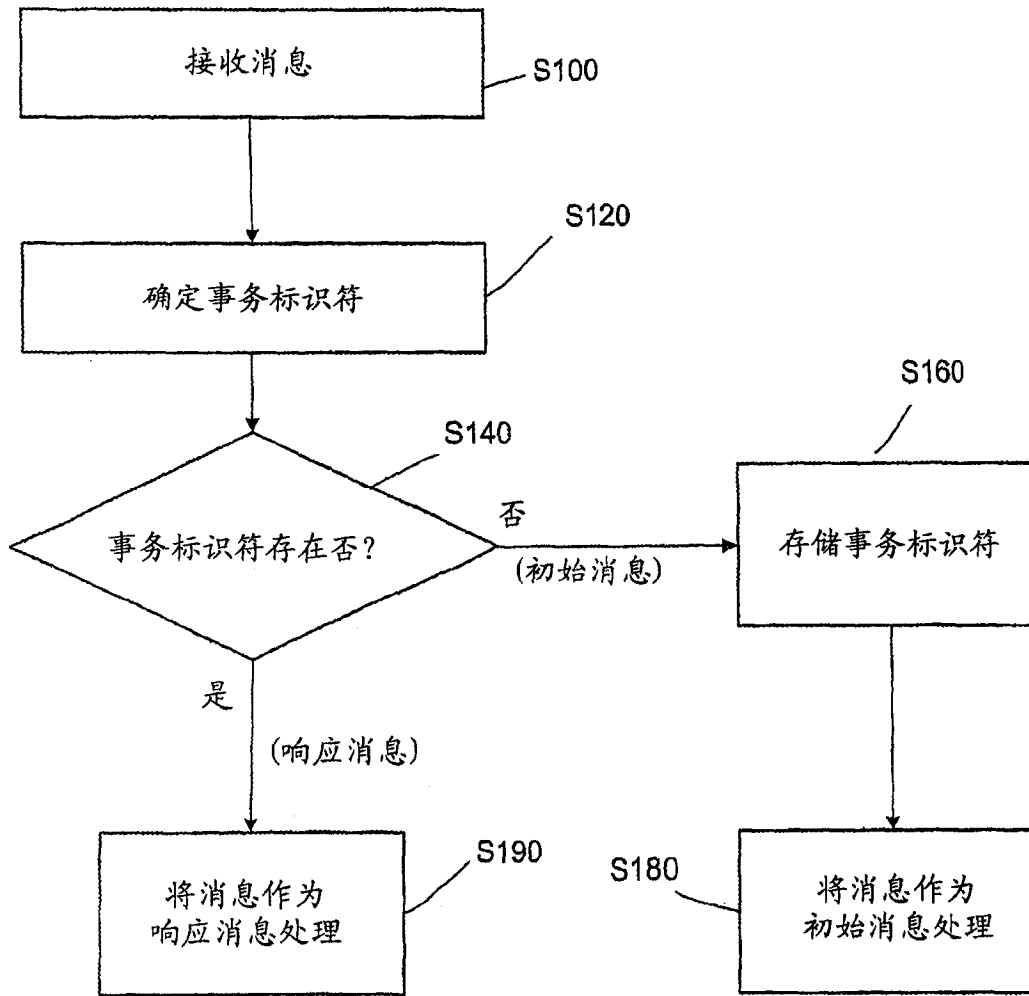 接收消息
S100
S120
确定事务标识符
S160
S140
事务标识符存在否?
否
(初始消息)
存储事务标识符
是
(响应消息)
S190
将消息作为
响应消息处理
S180
将消息作为
初始消息处理